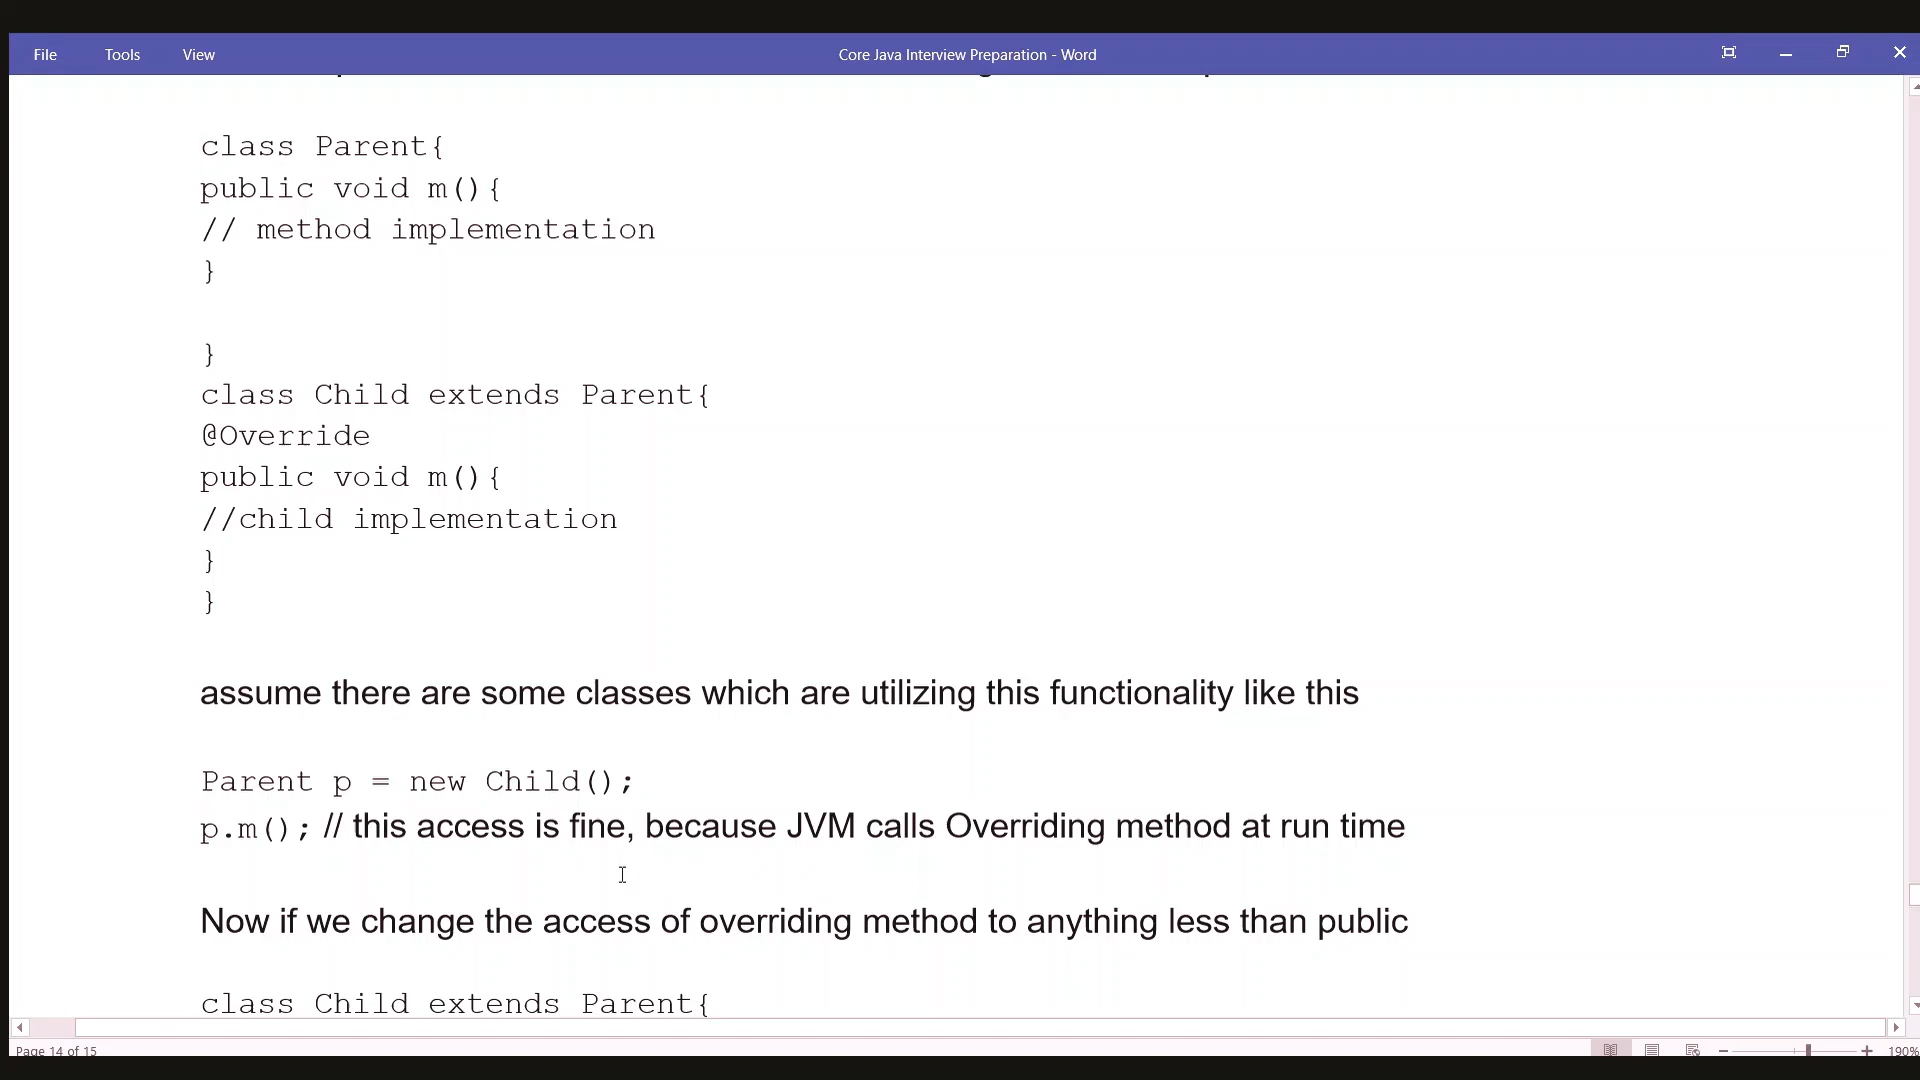 File Tools View Core Java Interview Preparation - Word
class Parent{
public void m(){
// method implementation
}
}
class Child extends Parent{
@Override
public void m(){
//child implementation
}
}
assume there are some classes which are utilizing this functionality like this
Parent p = new Child();
p.m(); // this access is fine, because JVM calls Overriding method at run time
Now if we change the access of overriding method to anything less than public
class Child extends Parent{
Page 14 of 15 190%